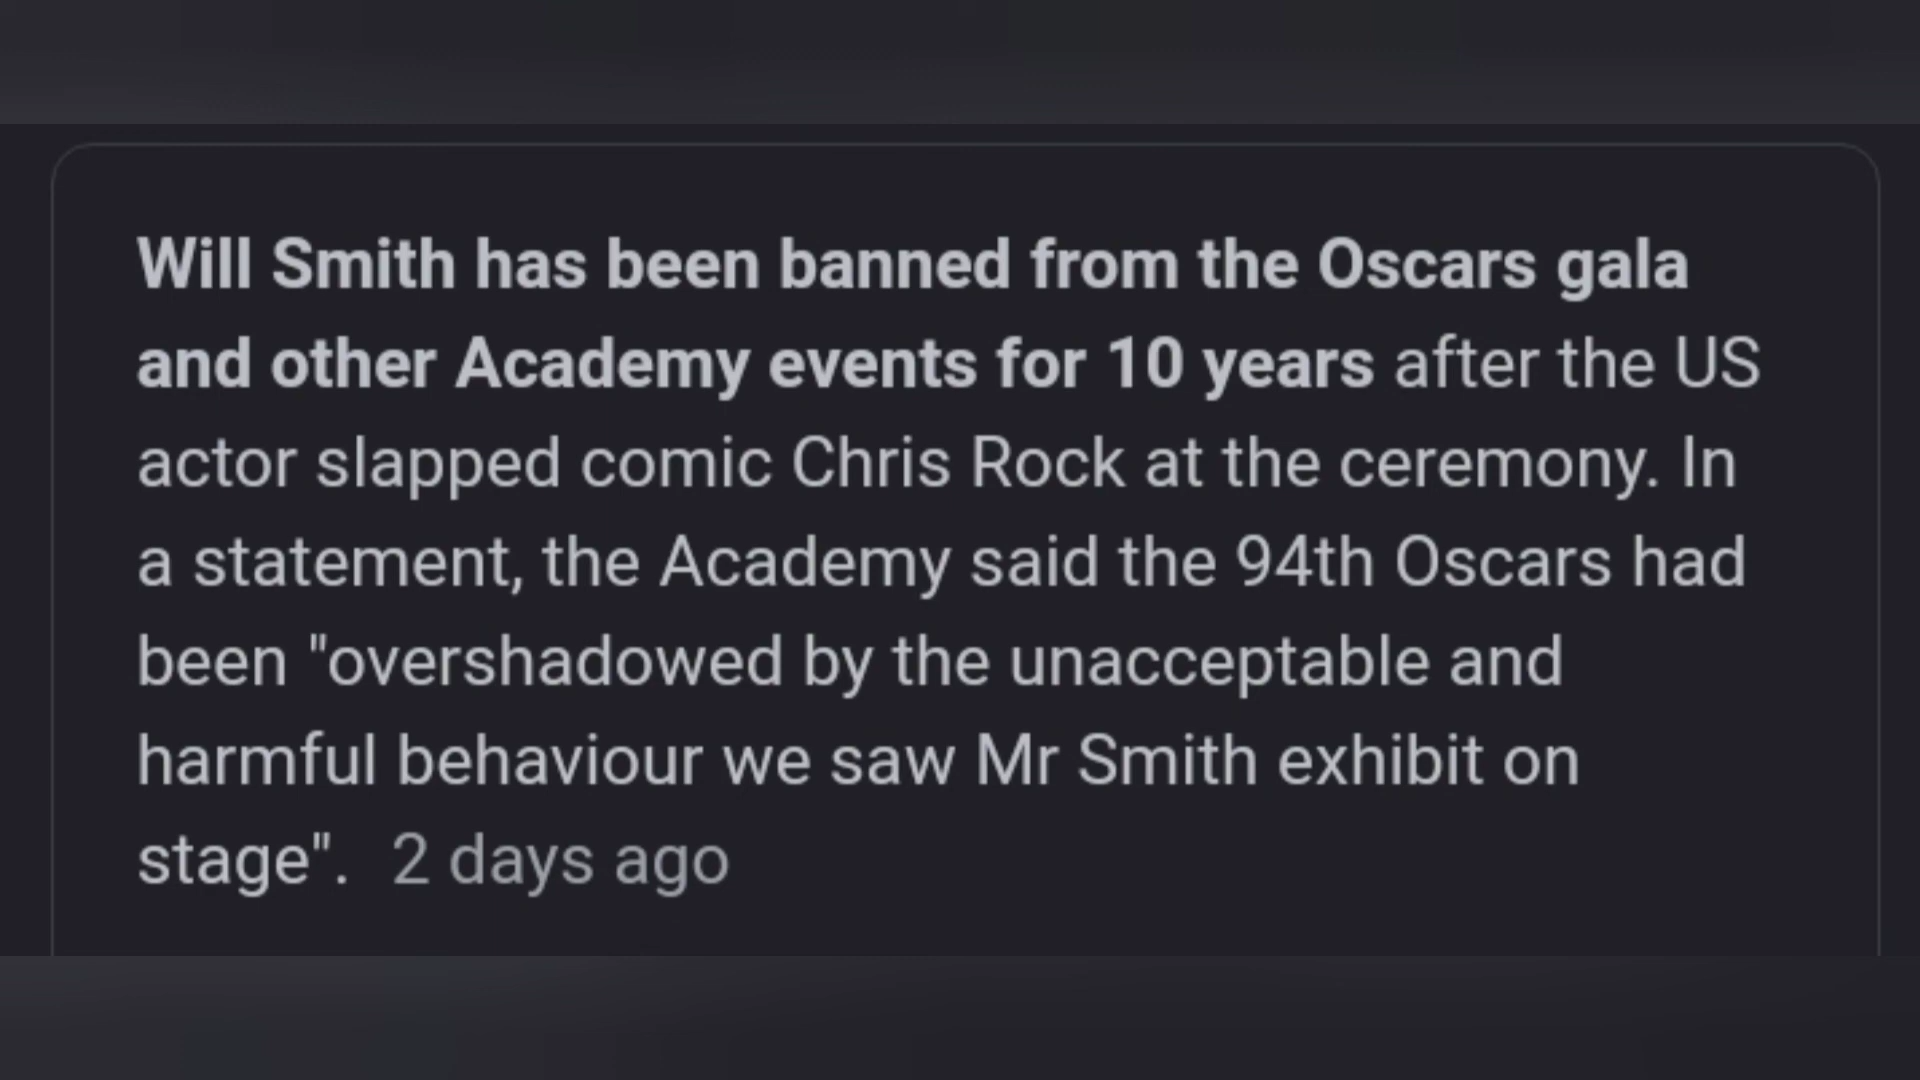 Will Smith has been banned from the Oscars gala
and other Academy events for 10 years after the US
actor slapped comic Chris Rock at the ceremony. In
a statement, the Academy said the 94th Oscars had
been "overshadowed by the unacceptable and
harmful behaviour we saw Mr Smith exhibit on
stage". 2 days ago